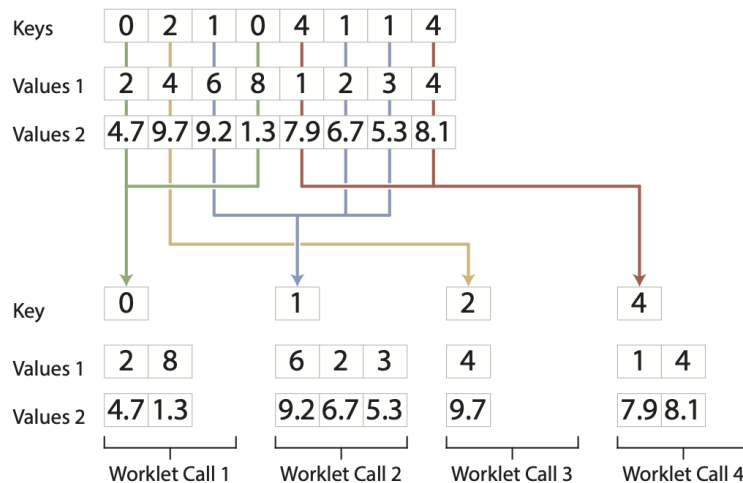 Keys 0 2 1 0 4 1 1 4
Values 1 2 4 6 8 1 2 3 4
Values 2 4.7 9.7 9.2 1.3 7.9 6.7 5.3 8.1
Key 0 1 2 4
Values 1 2 8 6 2 3 4 1 4
Values 2 4.7 1.3 9.2 6.7 5.3 9.7 7.9 8.1
Worklet Call 1 Worklet Call 2 Worklet Call 3 Worklet Call 4